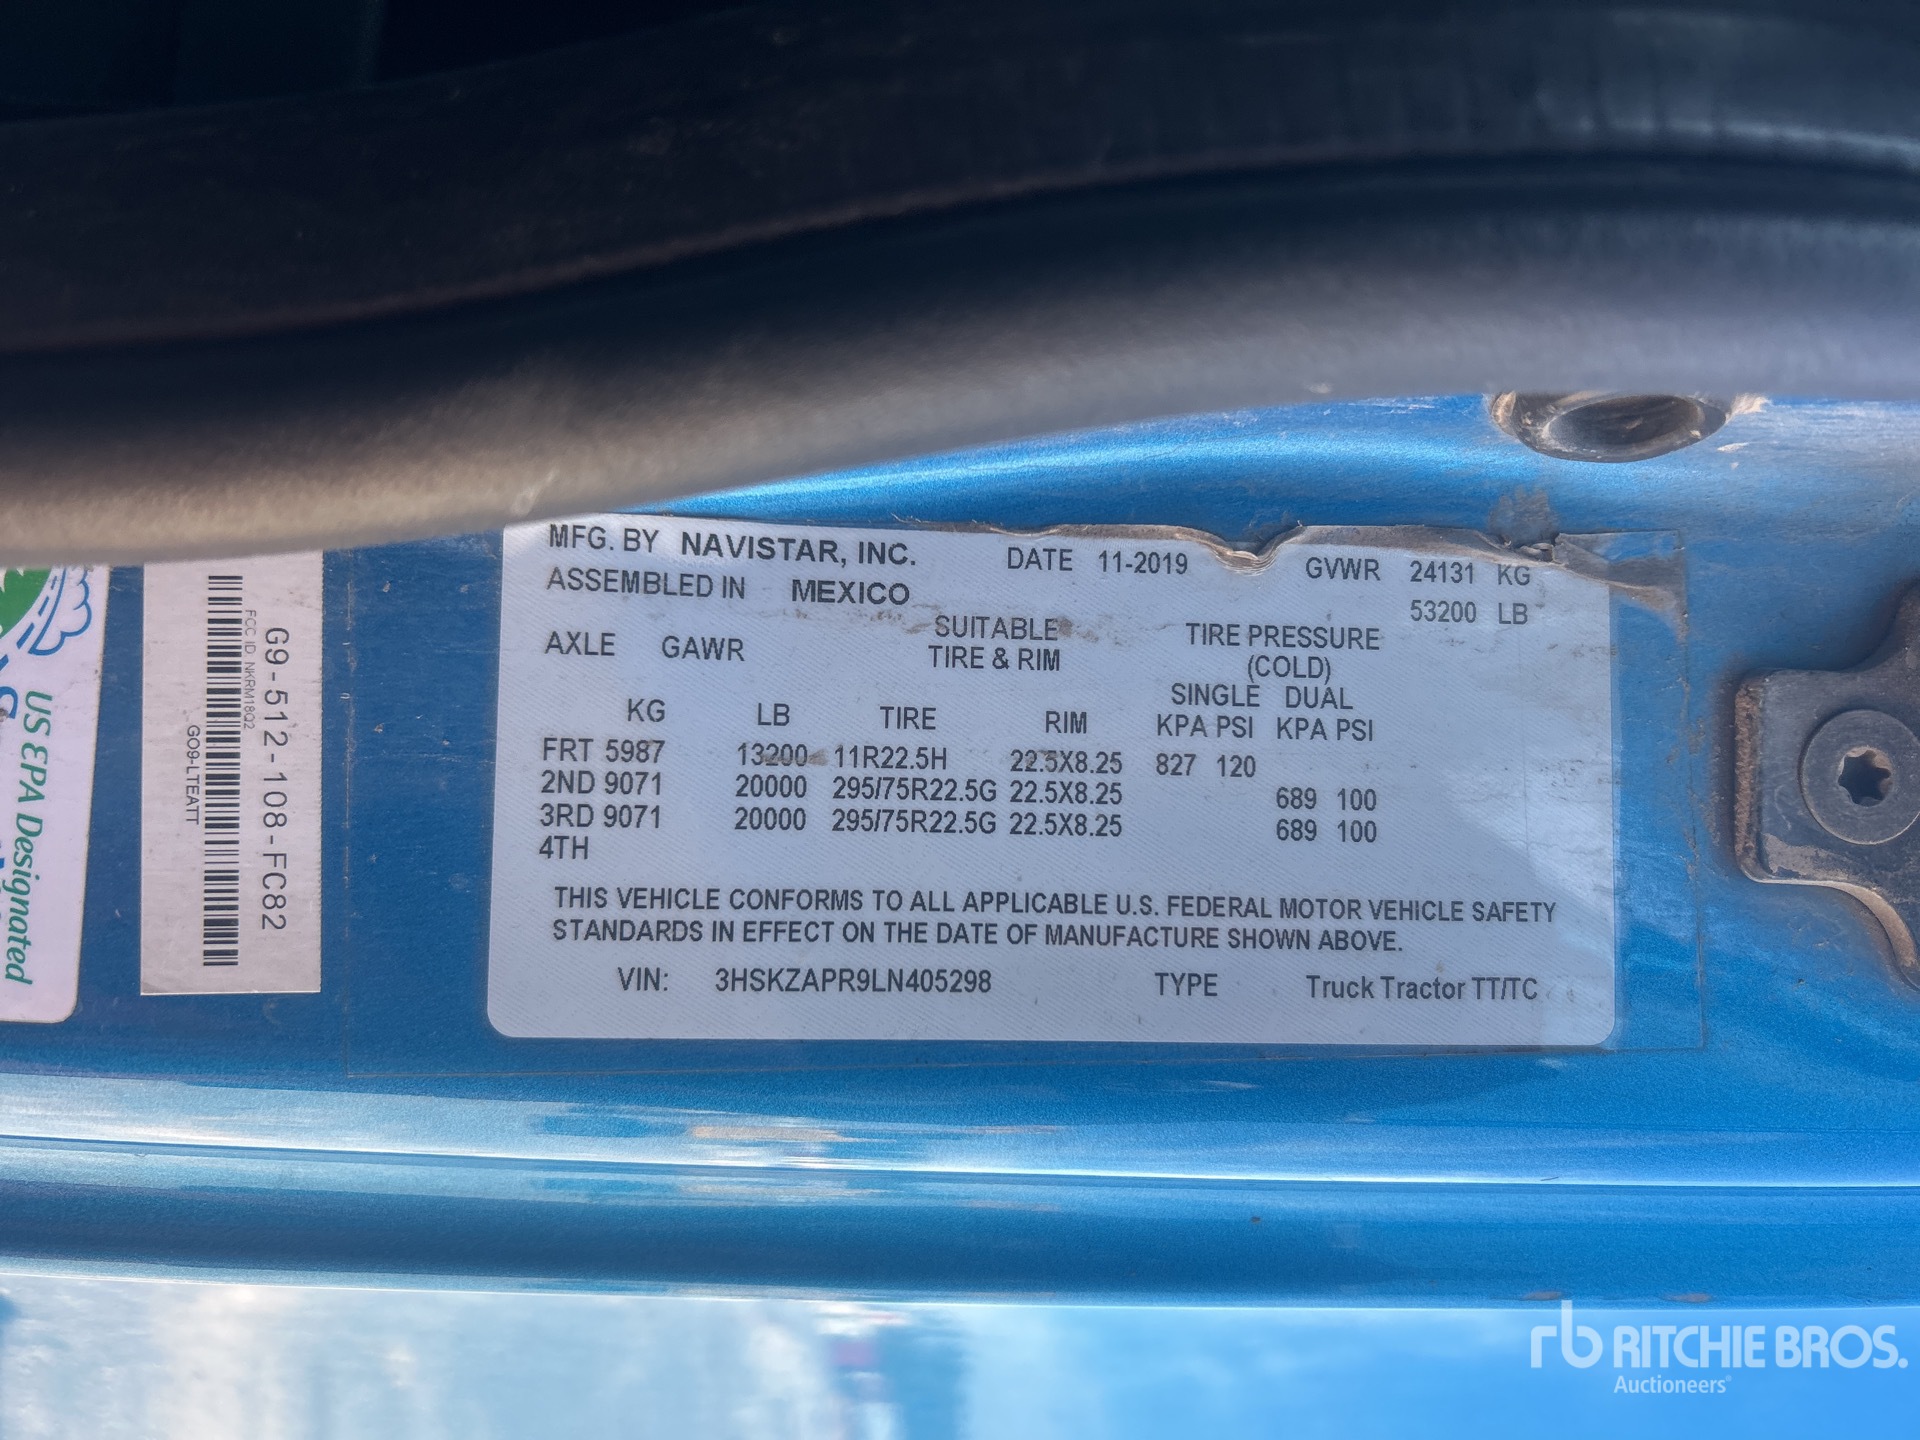 MFG. BY NAVISTAR, INC. DATE 11-2019 GVWR 24131 KG
ASSEMBLED IN MEXICO 53200 LB
AXLE GAWR SUITABLE TIRE PRESSURE
TIRE & RIM (COLD)
SINGLE DUAL
KG LB TIRE RIM KPA PSI KPA PSI
FRT 5987 13200 11R22.5H 22.5X8.25 827 120
2ND 9071 20000 295/75R22.5G 22.5X8.25 689 100
3RD 9071 20000 295/75R22.5G 22.5X8.25 689 100
4TH
THIS VEHICLE CONFORMS TO ALL APPLICABLE U.S. FEDERAL MOTOR VEHICLE SAFETY
STANDARDS IN EFFECT ON THE DATE OF MANUFACTURE SHOWN ABOVE.
VIN: 3HSKZAPR9LN405298 TYPE Truck Tractor TT/TC
G9-512-108-FC82
FCC ID NKRM18Q2
GO9-LTEATT
US EPA Designated
rb RITCHIE BROS.
Auctioneers